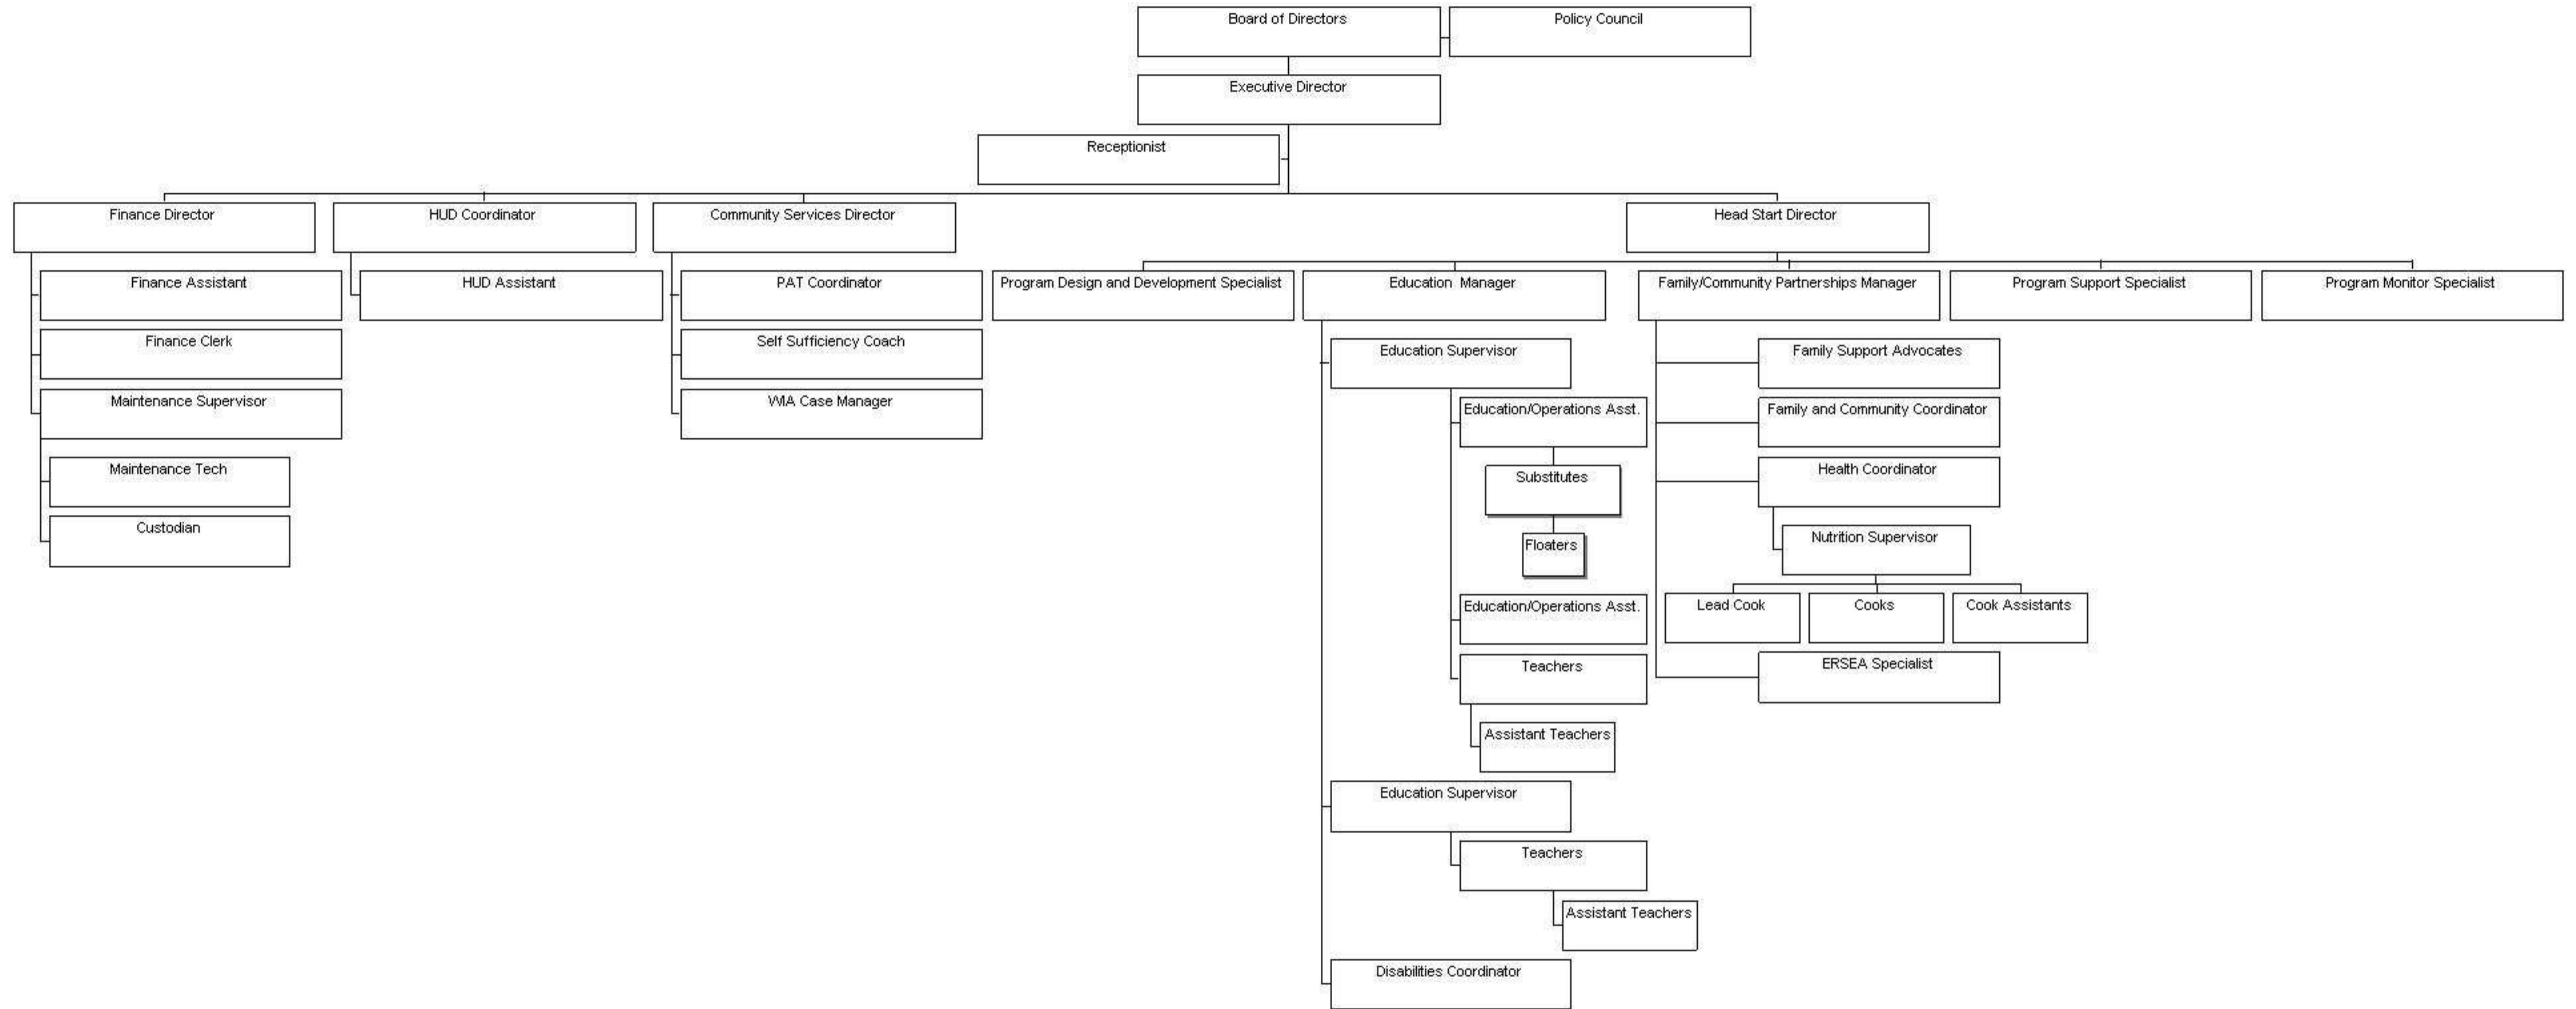 Board of Directors
Policy Council
Executive Director
Receptionist
Finance Director
HUD Coordinator
Community Services Director
Head Start Director
Finance Assistant
HUD Assistant
PAT Coordinator
Program Design and Development Specialist
Education Manager
Family/Community Partnerships Manager
Program Support Specialist
Program Monitor Specialist
Finance Clerk
Self Sufficiency Coach
Education Supervisor
Family Support Advocates
Maintenance Supervisor
WIA Case Manager
Education/Operations Asst.
Family and Community Coordinator
Maintenance Tech
Substitutes
Health Coordinator
Custodian
Floaters
Nutrition Supervisor
Education/Operations Asst.
Lead Cook
Cooks
Cook Assistants
Teachers
ERSEA Specialist
Assistant Teachers
Education Supervisor
Teachers
Assistant Teachers
Disabilities Coordinator